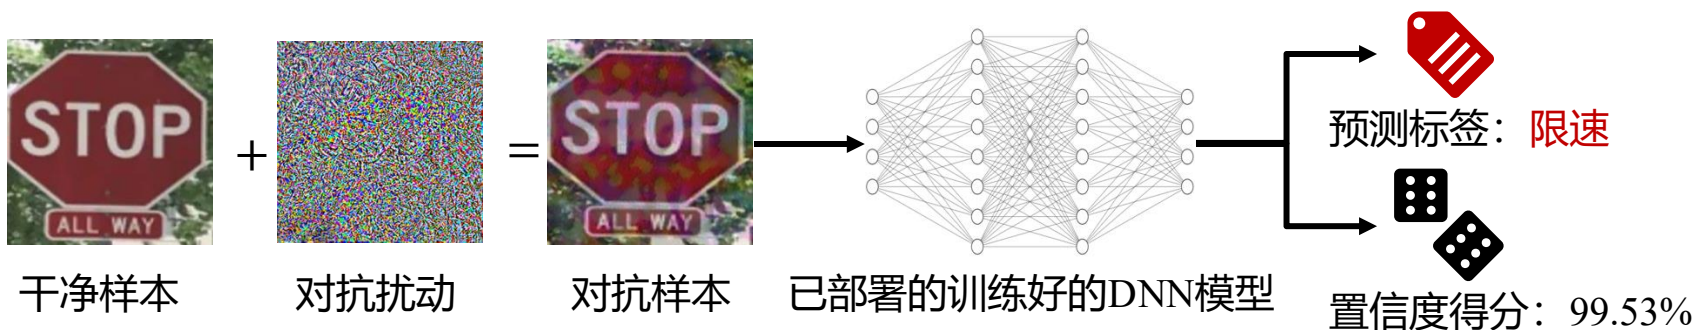 STOP
ALL WAY
+
=
STOP
ALL WAY
干净样本
对抗扰动
对抗样本
已部署的训练好的DNN模型
预测标签：限速
置信度得分：99.53%